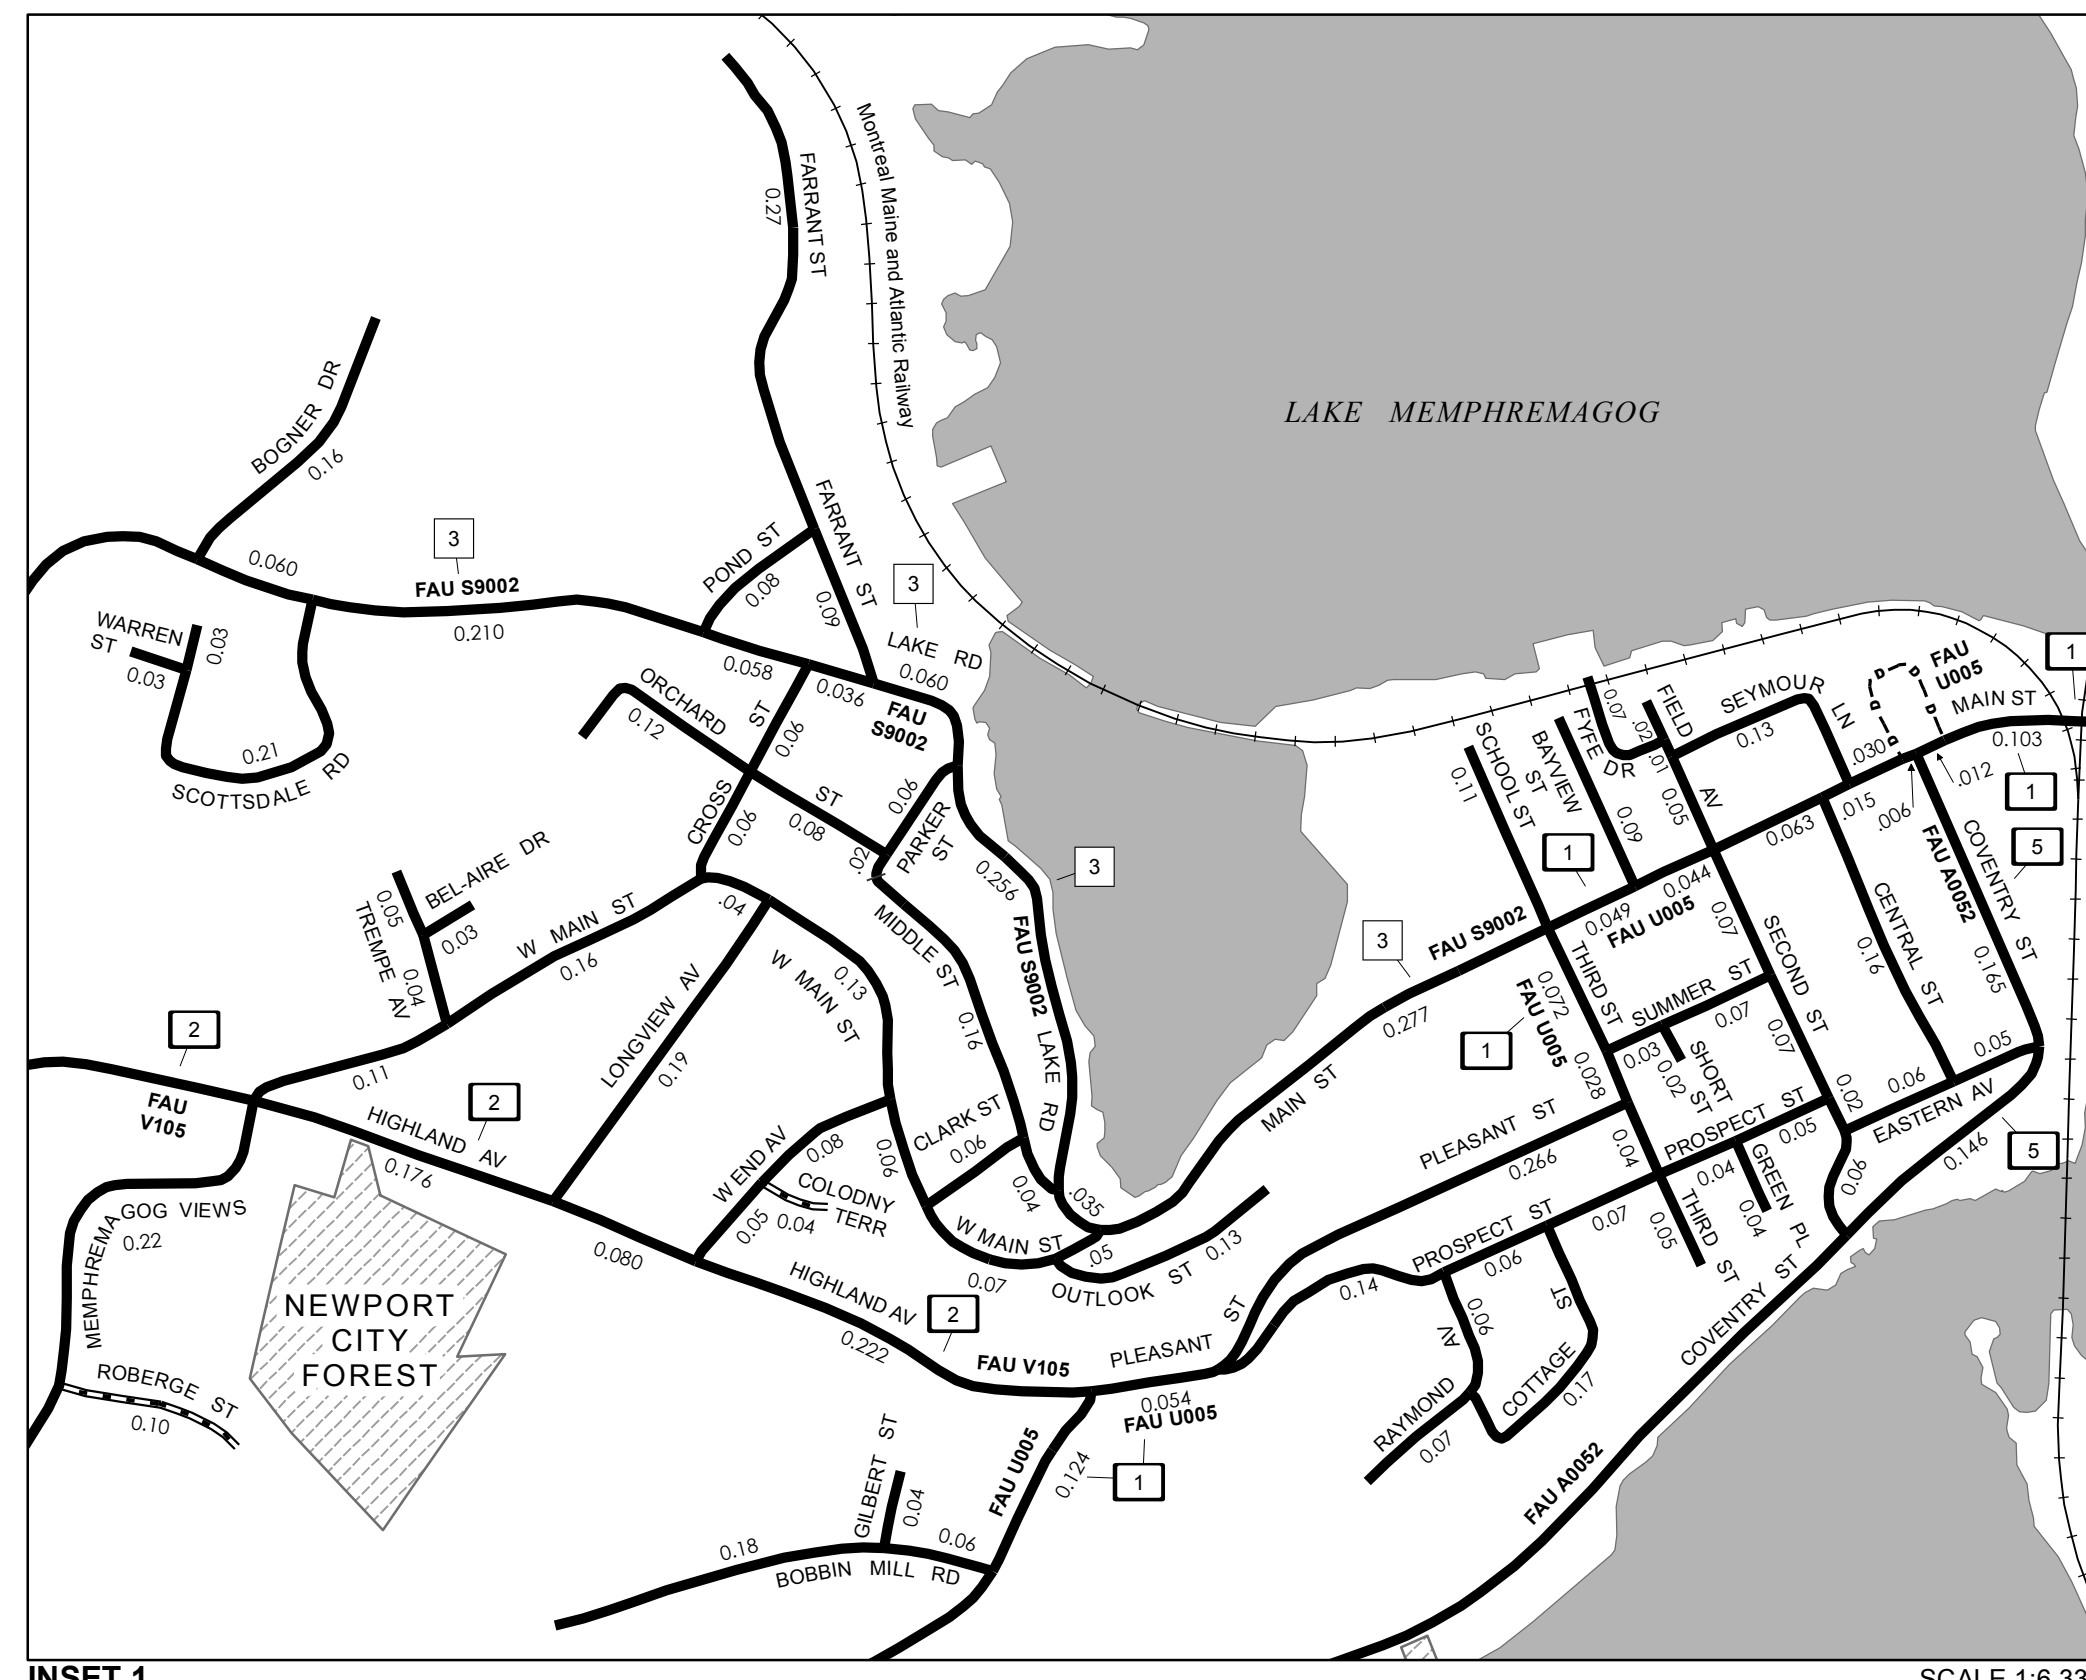 Montreal Maine and Atlantic Railway
FARRANT ST
0.27
LAKE MEMPHREMAGOG
BOGNER DR
0.16
3
0.060
FAU S9002
0.210
FARRANT ST
POND ST
0.08
0.09
3
LAKE RD
0.060
WARREN
ST
0.03
0.03
0.21
SCOTTSDALE RD
0.058
0.036
FAU
S9002
ORCHARD ST
0.12
0.08
CROSS ST
0.06
0.06
0.06
PARKER
ST
.02
0.256
3
FAU S9002
LAKE RD
MIDDLE ST
0.16
BEL-AIRE DR
0.03
0.05
TREMPE AV
0.04
W MAIN ST
0.16
.04
W MAIN ST
0.13
LONGVIEW AV
0.19
2
FAU
V105
0.11
2
HIGHLAND AV
0.176
GOG VIEWS
MEMPHREMA
0.22
ROBERGE ST
0.10
NEWPORT
CITY
FOREST
0.080
W END AV
0.08
0.05
COLODNY
TERR
0.04
0.06
CLARK ST
0.06
0.04
.035
W MAIN ST
0.07
.05
OUTLOOK ST
0.13
HIGHLAND AV
0.222
2
FAU V105
PLEASANT ST
0.054
FAU U005
FAU U005
0.124
1
GILBERT ST
0.04
0.18
0.06
BOBBIN MILL RD
FAU
U005
MAIN ST
1
0.103
1
.012
.006
.030
.015
SEYMOUR LN
0.13
FIELD AV
.02
.01
0.05
0.07
FYFE DR
BAYVIEW
ST
0.09
SCHOOL ST
0.11
1
0.063
0.044
0.049
FAU U005
FAU S9002
3
0.277
MAIN ST
FAU A0052
COVENTRY ST
5
0.165
CENTRAL ST
0.16
SECOND ST
0.07
0.07
0.02
THIRD ST
0.072
FAU U005
1
0.028
SUMMER ST
0.07
0.03
SHORT ST
0.02
0.05
0.06
EASTERN AV
PROSPECT ST
0.05
0.04
GREEN PL
0.04
0.06
0.146
5
PLEASANT ST
0.266
0.04
THIRD ST
0.05
PROSPECT ST
0.07
0.06
0.14
RAYMOND AV
0.06
0.07
COTTAGE ST
0.17
COVENTRY ST
FAU A0052
D
D
D
D
D
INSET 1